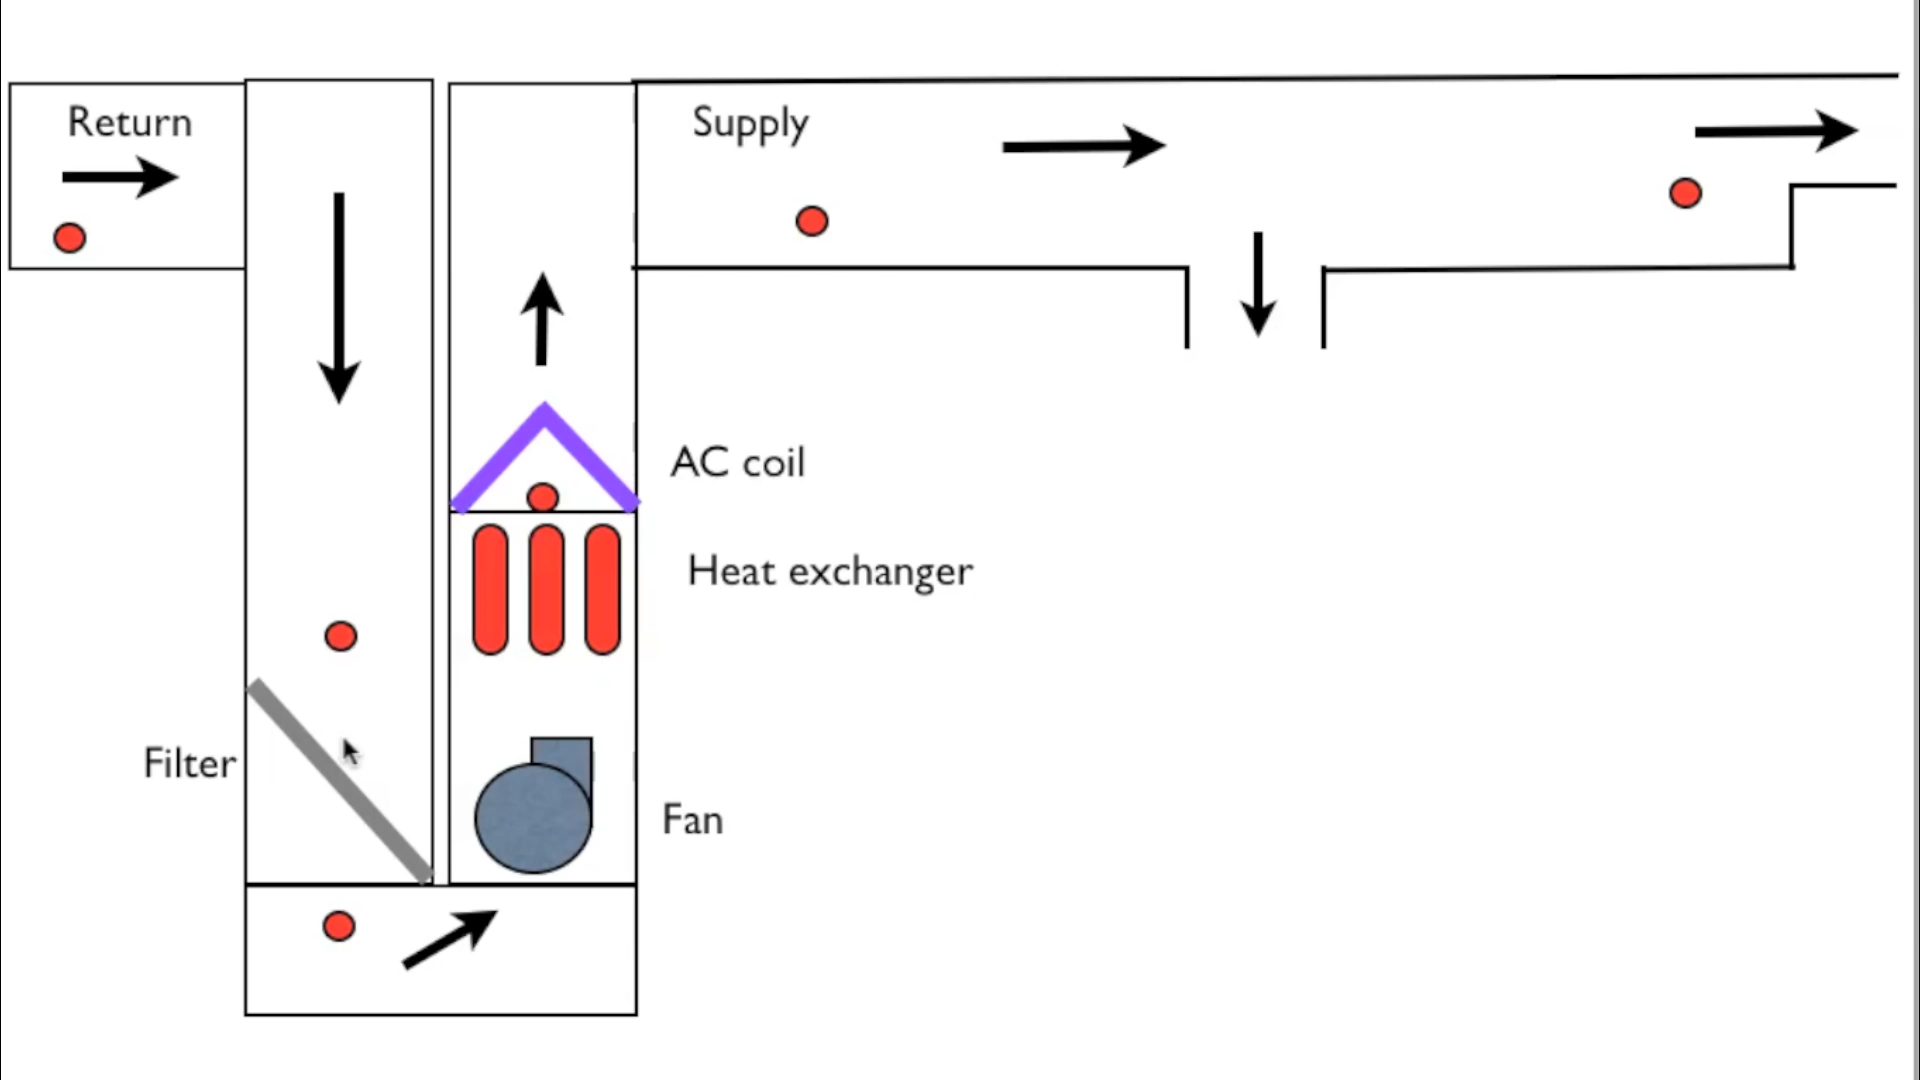 Return
Supply
AC coil
Heat exchanger
Filter
Fan